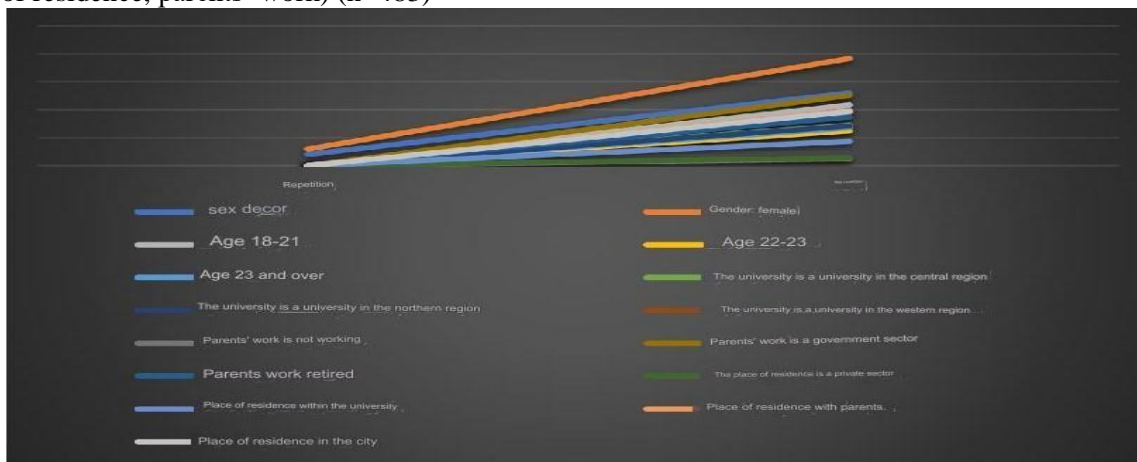 of residence, parents' work) (n=485)
Repetition
sex decor
Gender: female
Age 18-21
Age 22-23
Age 23 and over
The university is a university in the central region
The university is a university in the northern region
The university is a university in the western region
Parents' work is not working
Parents' work is a government sector
Parents work retired
The place of residence is a private sector
Place of residence within the university
Place of residence with parents.
Place of residence in the city